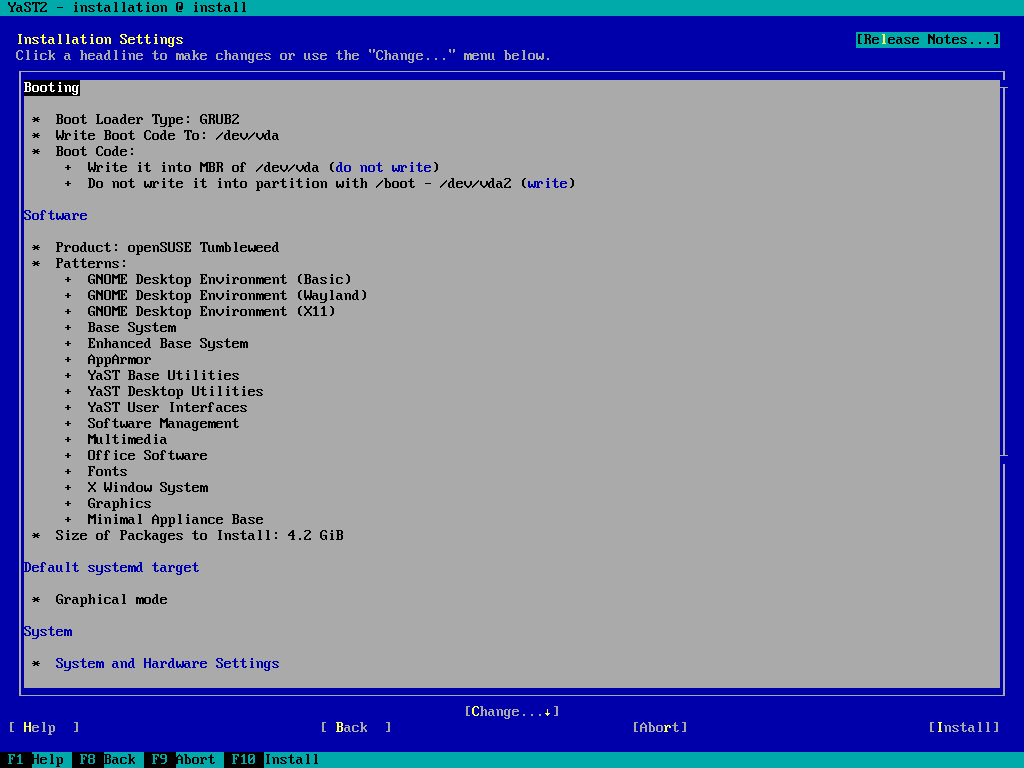 YaST2 - installation @ install
Installation Settings [Release Notes...]
Click a headline to make changes or use the "Change..." menu below.
Booting
* Boot Loader Type: GRUB2
* Write Boot Code To: /dev/vda
* Boot Code:
+ Write it into MBR of /dev/vda (do not write)
+ Do not write it into partition with /boot - /dev/vda2 (write)
Software
* Product: openSUSE Tumbleweed
* Patterns:
+ GNOME Desktop Environment (Basic)
+ GNOME Desktop Environment (Wayland)
+ GNOME Desktop Environment (X11)
+ Base System
+ Enhanced Base System
+ AppArmor
+ YaST Base Utilities
+ YaST Desktop Utilities
+ YaST User Interfaces
+ Software Management
+ Multimedia
+ Office Software
+ Fonts
+ X Window System
+ Graphics
+ Minimal Appliance Base
* Size of Packages to Install: 4.2 GiB
Default systemd target
* Graphical mode
System
* System and Hardware Settings
[Change...↓]
[ Help ] [ Back ] [Abort] [Install]
F1 Help F8 Back F9 Abort F10 Install